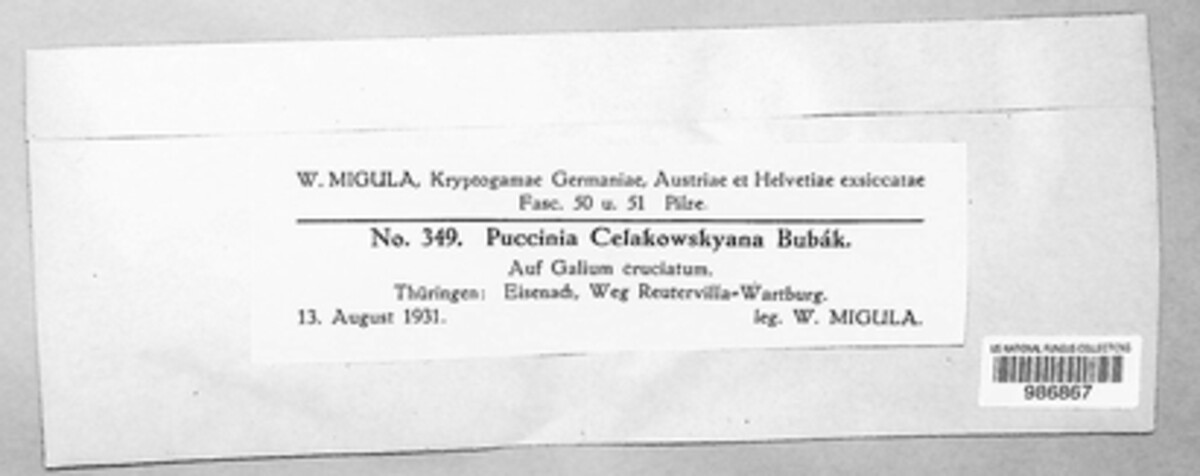 W. MIGULA, Kryptogamae Germaniae, Austriae et Helvetiae exsiccatae
Fasc. 50 u. 51 Pilze.
No. 349. Puccinia Celakowskyana Bubák.
Auf Galium cruciatum.
Thüringen: Eisenach, Weg Reutervilla-Wartburg.
13. August 1931. leg. W. MIGULA.
US NATIONAL FUNGUS COLLECTIONS
986867